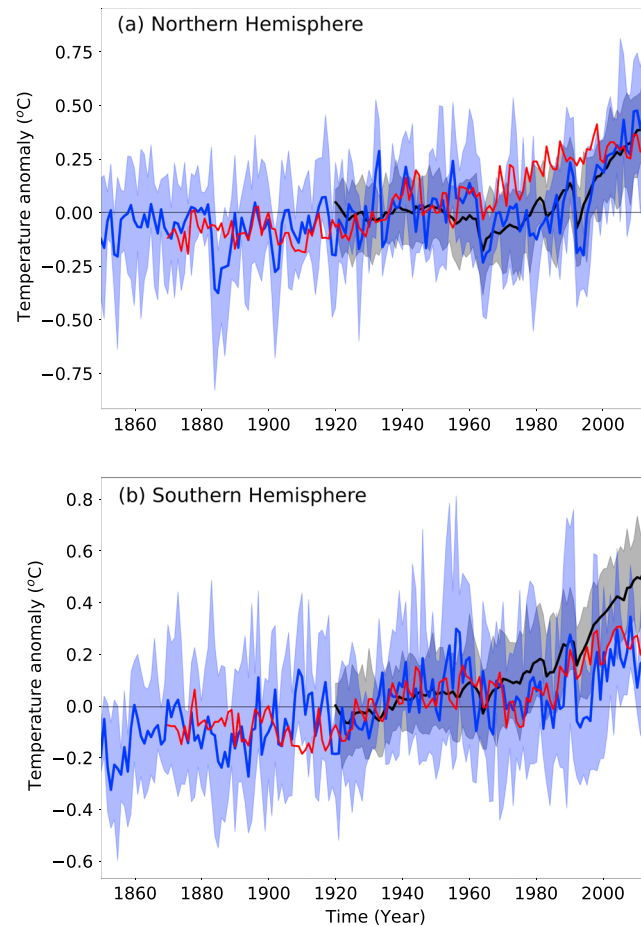 (a) Northern Hemisphere
Temperature anomaly (°C)
0.75
0.50
0.25
0.00
−0.25
−0.50
−0.75
1860 1880 1900 1920 1940 1960 1980 2000
(b) Southern Hemisphere
Temperature anomaly (°C)
0.8
0.6
0.4
0.2
0.0
−0.2
−0.4
−0.6
1860 1880 1900 1920 1940 1960 1980 2000
Time (Year)